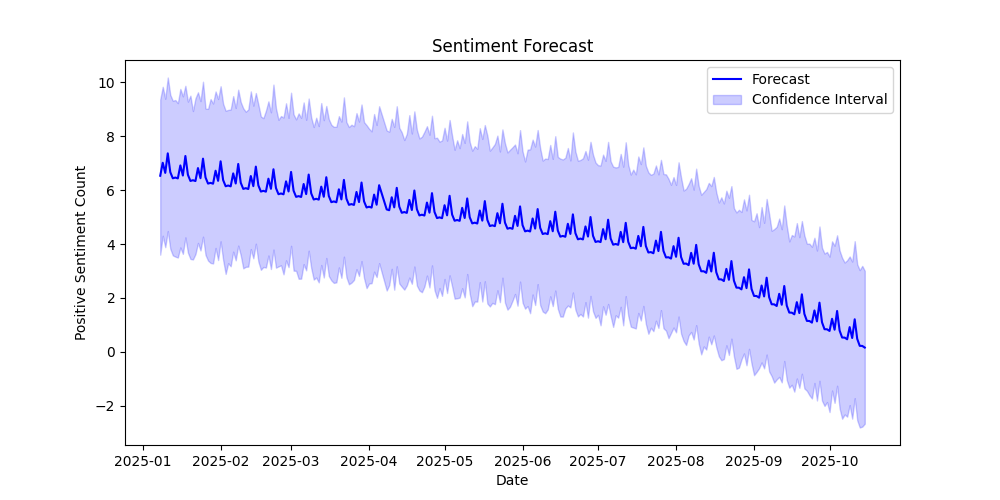 Sentiment Forecast
Forecast
Confidence Interval
Positive Sentiment Count
10
8
6
4
2
0
−2
2025-01 2025-02 2025-03 2025-04 2025-05 2025-06 2025-07 2025-08 2025-09 2025-10
Date